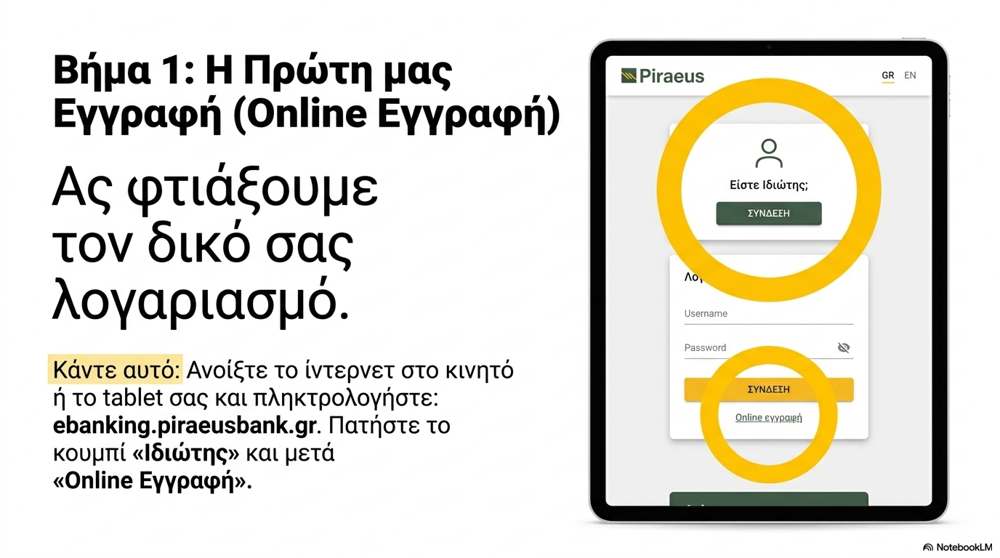 Βήμα 1: Η Πρώτη μας
Εγγραφή (Online Εγγραφή)
Ας φτιάξουμε
τον δικό σας
λογαριασμό.
Κάντε αυτό: Ανοίξτε το ίντερνετ στο κινητό
ή το tablet σας και πληκτρολογήστε:
ebanking.piraeusbank.gr. Πατήστε το
κουμπί «Ιδιώτης» και μετά
«Online Εγγραφή».
Piraeus
GR EN
Είστε Ιδιώτης;
ΣΥΝΔΕΣΗ
Username
Password
ΣΥΝΔΕΣΗ
Online εγγραφή
NotebookLM